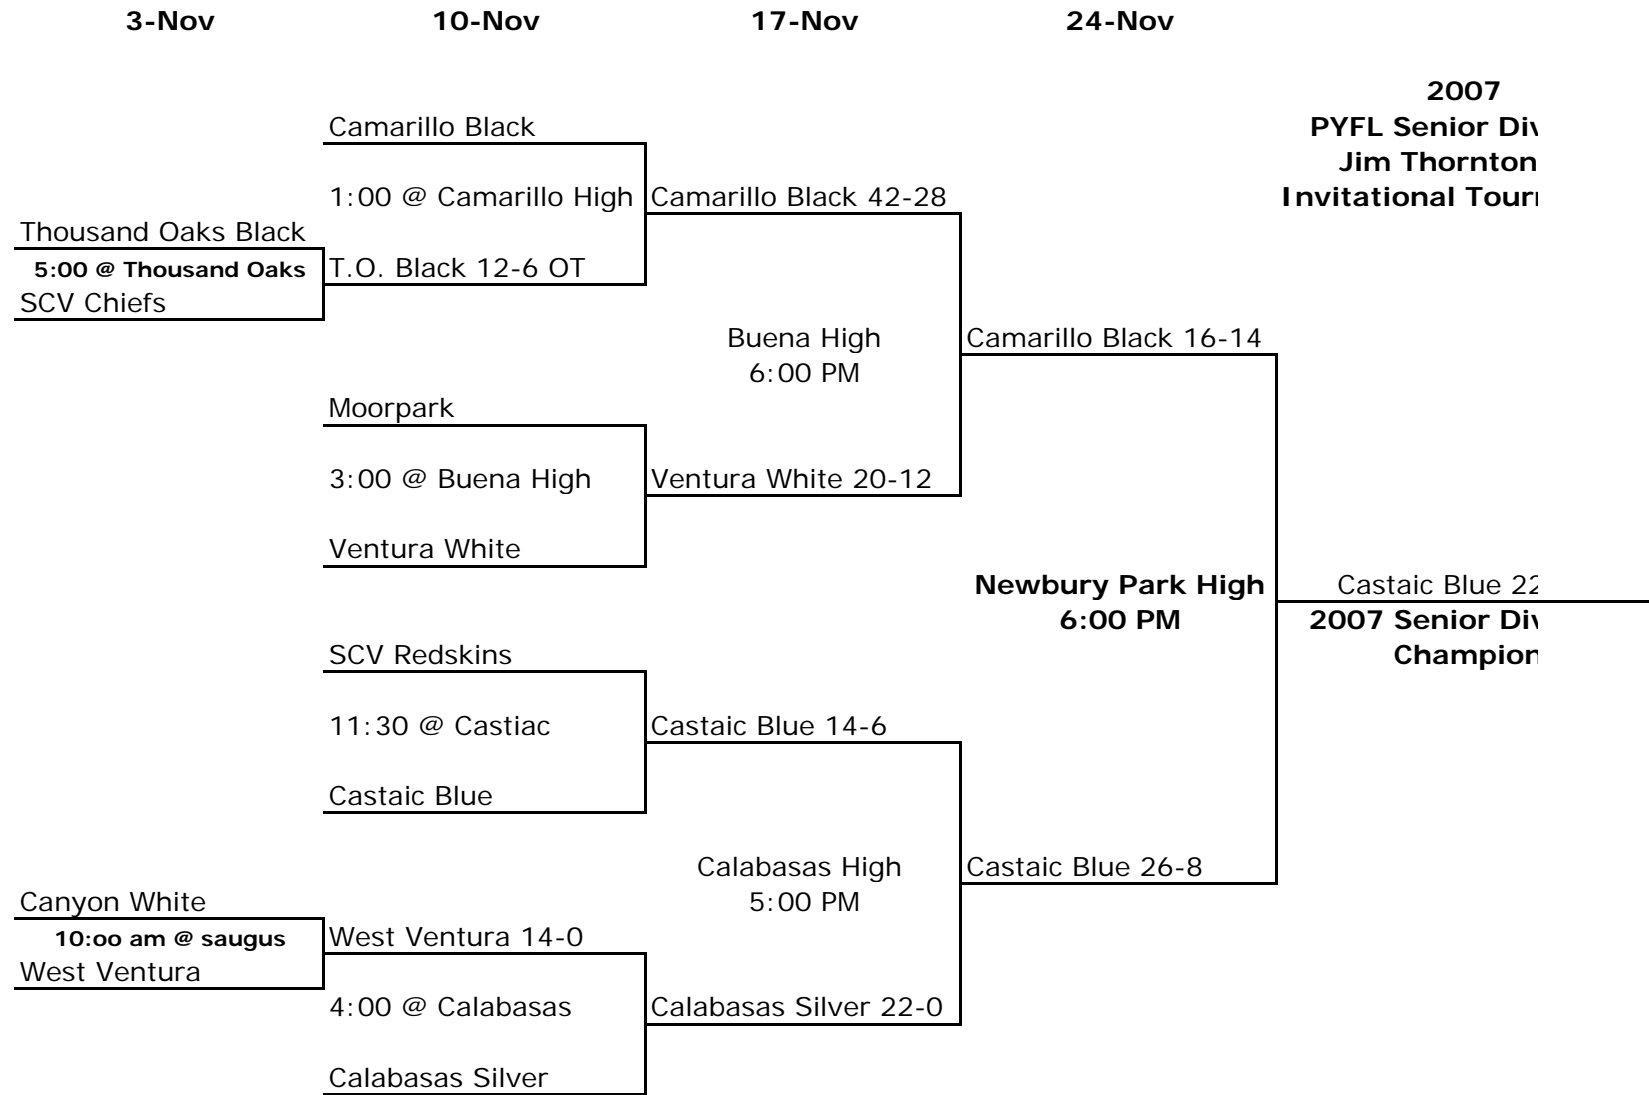 3-Nov 10-Nov 17-Nov 24-Nov
2007
PYFL Senior Div
Jim Thornton
Invitational Tour
Camarillo Black
1:00 @ Camarillo High
Camarillo Black 42-28
Thousand Oaks Black
5:00 @ Thousand Oaks
SCV Chiefs
T.O. Black 12-6 OT
Buena High
6:00 PM
Camarillo Black 16-14
Moorpark
3:00 @ Buena High
Ventura White 20-12
Ventura White
Newbury Park High
6:00 PM
Castaic Blue 22
2007 Senior Div
Champion
SCV Redskins
11:30 @ Castiac
Castaic Blue 14-6
Castaic Blue
Calabasas High
5:00 PM
Castaic Blue 26-8
Canyon White
10:oo am @ saugus
West Ventura
West Ventura 14-0
4:00 @ Calabasas
Calabasas Silver 22-0
Calabasas Silver